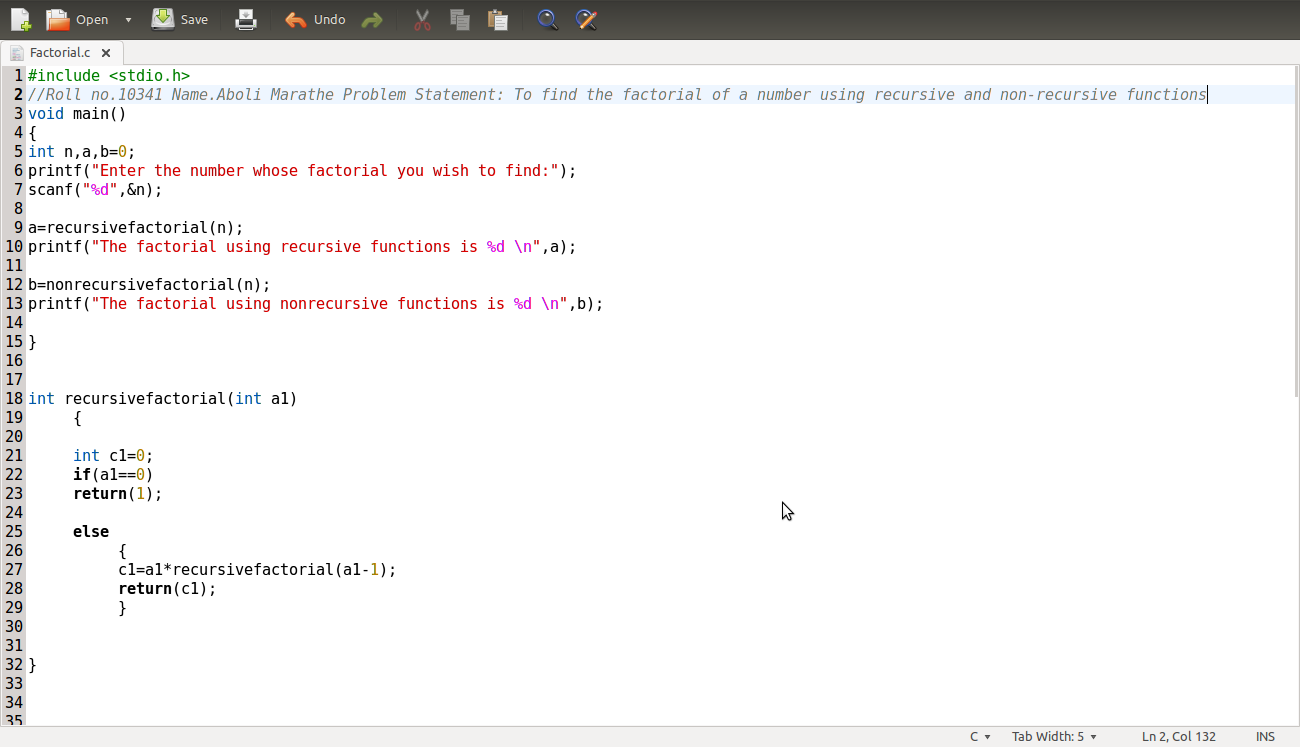 Open Save Undo
Factorial.c
1 #include <stdio.h>
2 //Roll no.10341 Name.Aboli Marathe Problem Statement: To find the factorial of a number using recursive and non-recursive functions
3 void main()
4 {
5 int n,a,b=0;
6 printf("Enter the number whose factorial you wish to find:");
7 scanf("%d",&n);
8
9 a=recursivefactorial(n);
10 printf("The factorial using recursive functions is %d \n",a);
11
12 b=nonrecursivefactorial(n);
13 printf("The factorial using nonrecursive functions is %d \n",b);
14
15 }
16
17
18 int recursivefactorial(int a1)
19 {
20
21 int c1=0;
22 if(a1==0)
23 return(1);
24
25 else
26 {
27 c1=a1*recursivefactorial(a1-1);
28 return(c1);
29 }
30
31
32 }
33
34
35
C Tab Width: 5 Ln 2, Col 132 INS